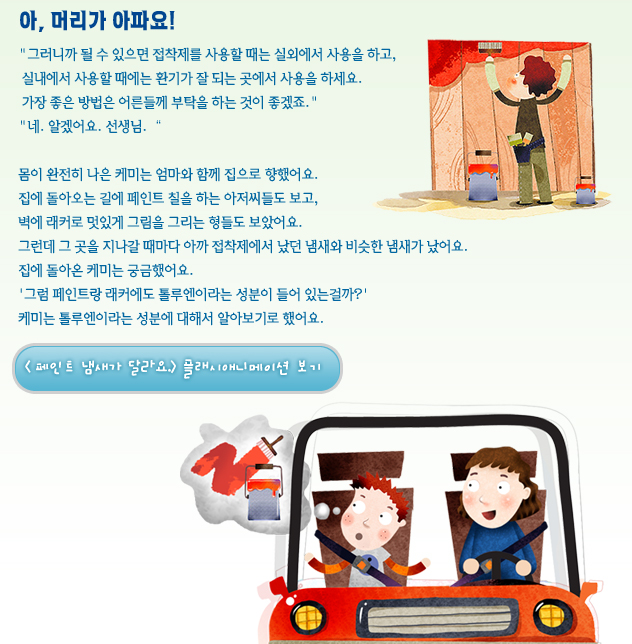 아, 머리가 아파요!
"그러니까 될 수 있으면 접착제를 사용할 때는 실외에서 사용을 하고,
실내에서 사용할 때에는 환기가 잘 되는 곳에서 사용을 하세요.
가장 좋은 방법은 어른들께 부탁을 하는 것이 좋겠죠."
"네. 알겠어요. 선생님. “
몸이 완전히 나은 케미는 엄마와 함께 집으로 향했어요.
집에 돌아오는 길에 페인트 칠을 하는 아저씨들도 보고,
벽에 래커로 멋있게 그림을 그리는 형들도 보았어요.
그런데 그 곳을 지나갈 때마다 아까 접착제에서 났던 냄새와 비슷한 냄새가 났어요.
집에 돌아온 케미는 궁금했어요.
'그럼 페인트랑 래커에도 톨루엔이라는 성분이 들어 있는걸까?'
케미는 톨루엔이라는 성분에 대해서 알아보기로 했어요.
< 페인트 냄새가 달라요.> 플래시애니메이션 보기